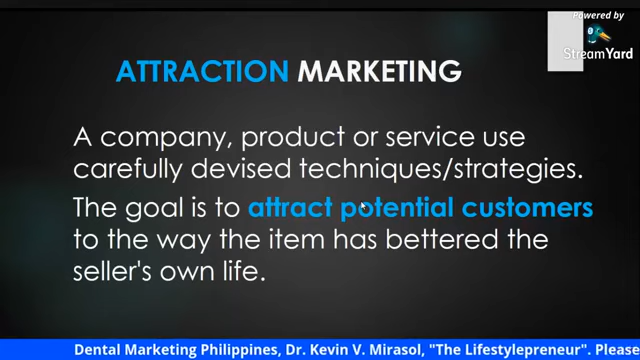 Powered by
StreamYard
ATTRACTION MARKETING
A company, product or service use
carefully devised techniques/strategies.
The goal is to attract potential customers
to the way the item has bettered the
seller's own life.
Dental Marketing Philippines, Dr. Kevin V. Mirasol, "The Lifestylepreneur". Please